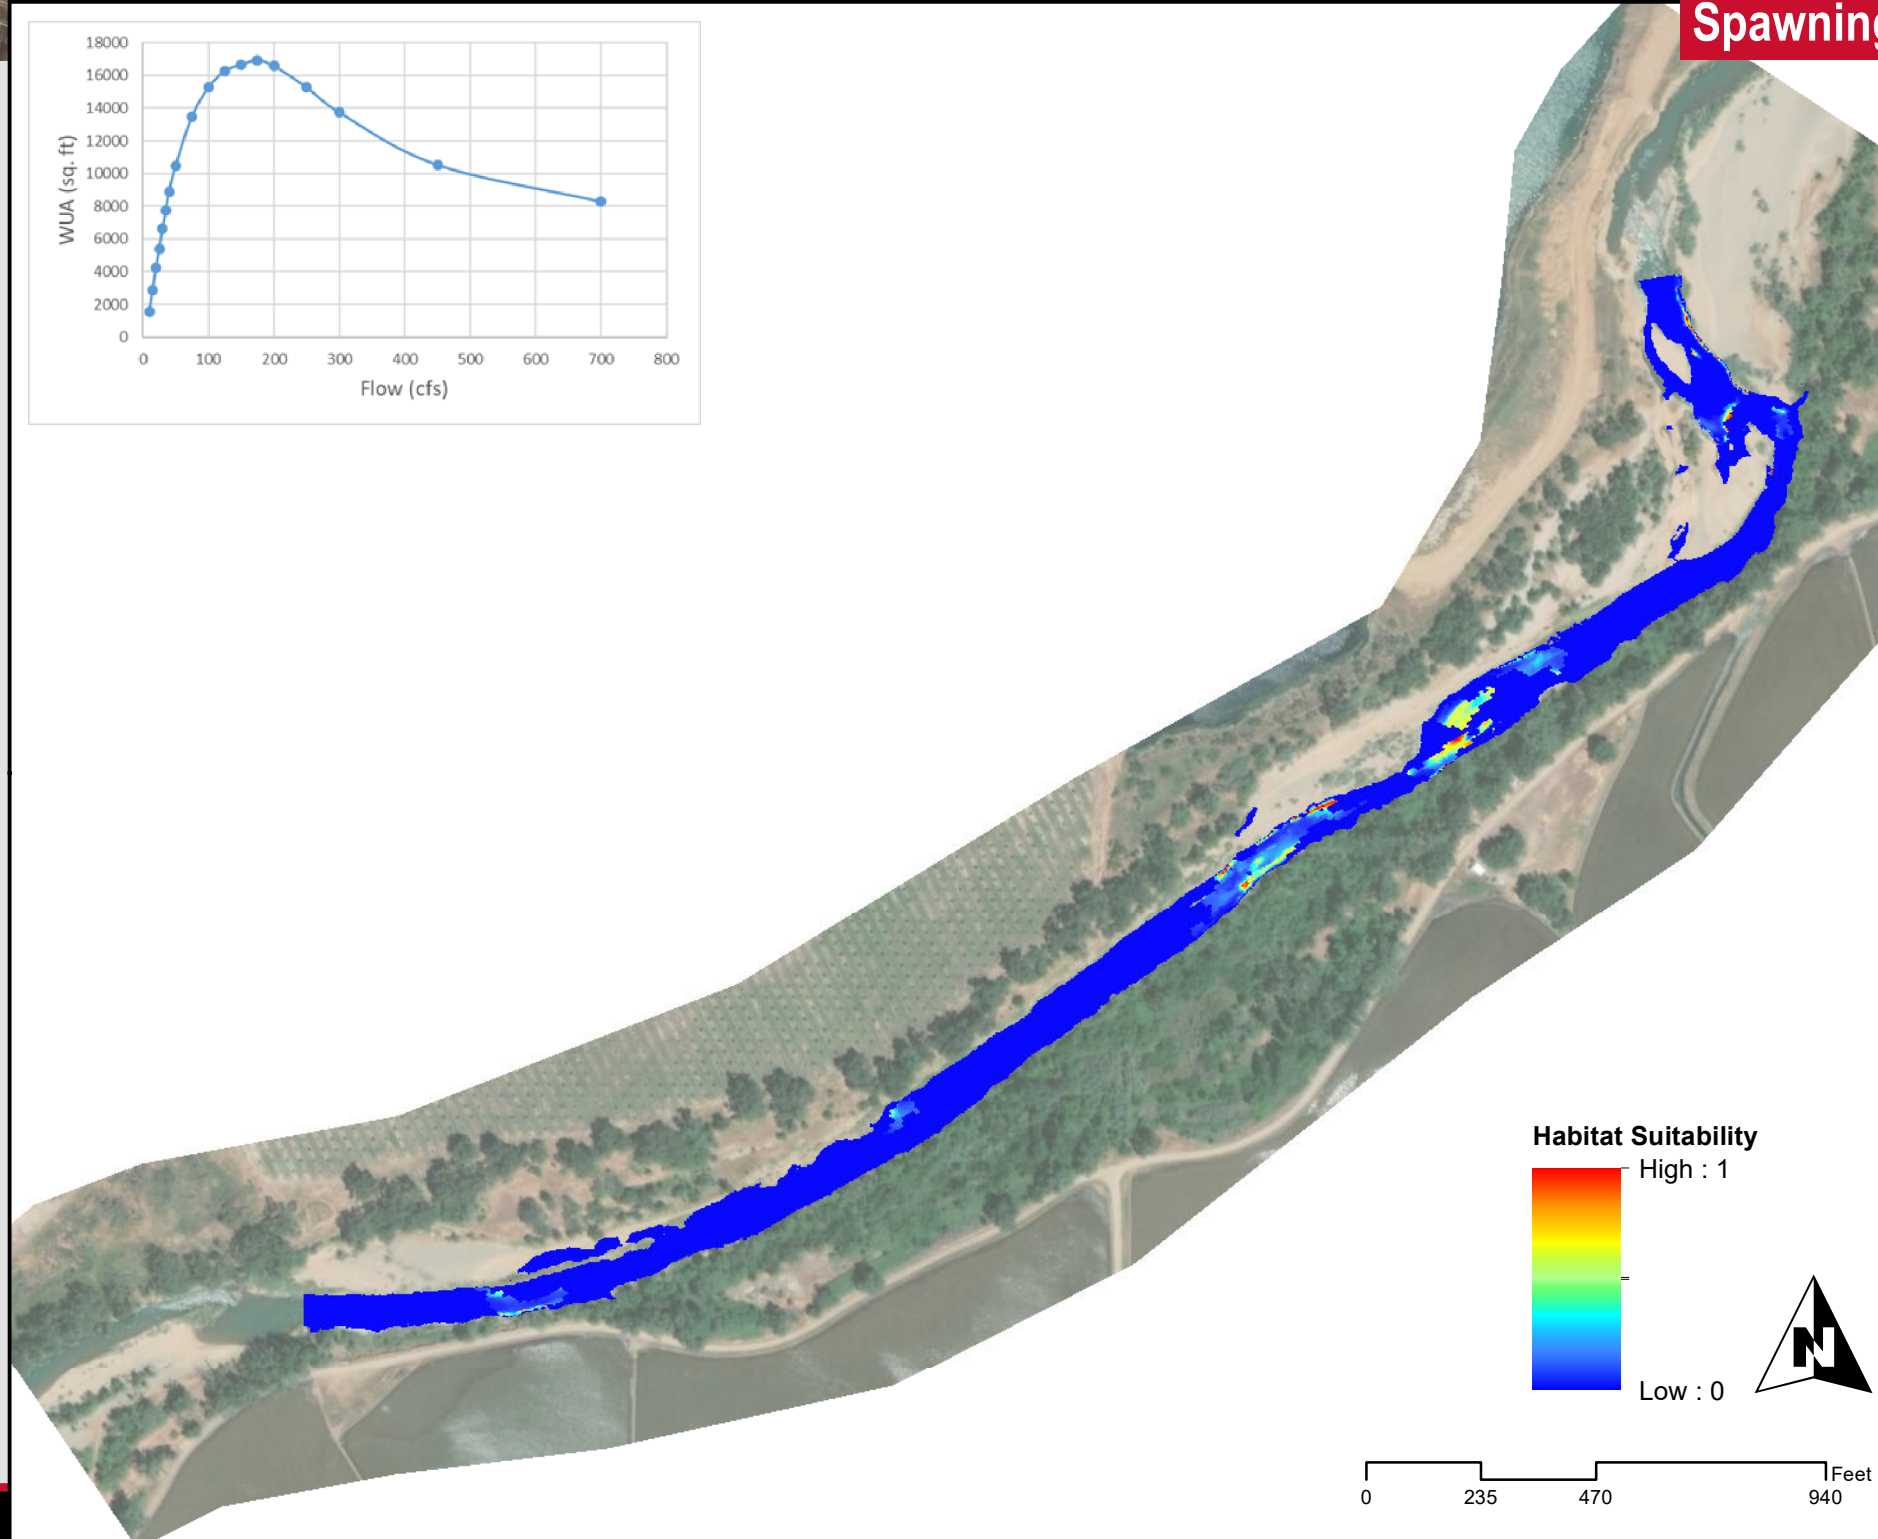 Spawning
18000
16000
14000
12000
10000
8000
6000
4000
2000
0
WUA (sq. ft)
0 100 200 300 400 500 600 700 800
Flow (cfs)
Habitat Suitability
High : 1
Low : 0
N
Feet
0 235 470 940